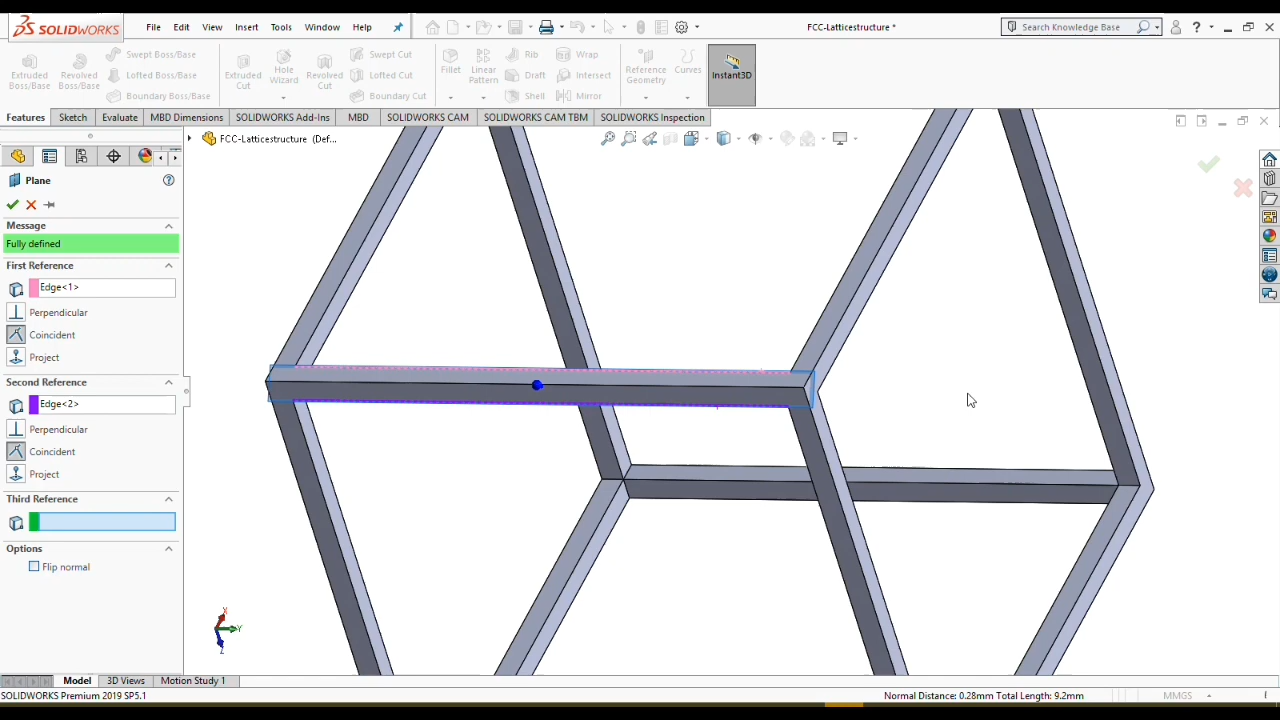 SOLIDWORKS File Edit View Insert Tools Window Help FCC-Latticestructure * Search Knowledge Base ?
Extruded Boss/Base
Revolved Boss/Base
Swept Boss/Base
Lofted Boss/Base
Boundary Boss/Base
Extruded Cut
Hole Wizard
Revolved Cut
Swept Cut
Lofted Cut
Boundary Cut
Fillet
Linear Pattern
Rib
Draft
Shell
Wrap
Intersect
Mirror
Reference Geometry
Curves
Instant3D
Features Sketch Evaluate MBD Dimensions SOLIDWORKS Add-Ins MBD SOLIDWORKS CAM SOLIDWORKS CAM TBM SOLIDWORKS Inspection
FCC-Latticestructure (Def...
Plane
Message
Fully defined
First Reference
Edge<1>
Perpendicular
Coincident
Project
Second Reference
Edge<2>
Perpendicular
Coincident
Project
Third Reference
Options
Flip normal
X
Y
Z
Model 3D Views Motion Study 1
SOLIDWORKS Premium 2019 SP5.1 Normal Distance: 0.28mm Total Length: 9.2mm MMGS